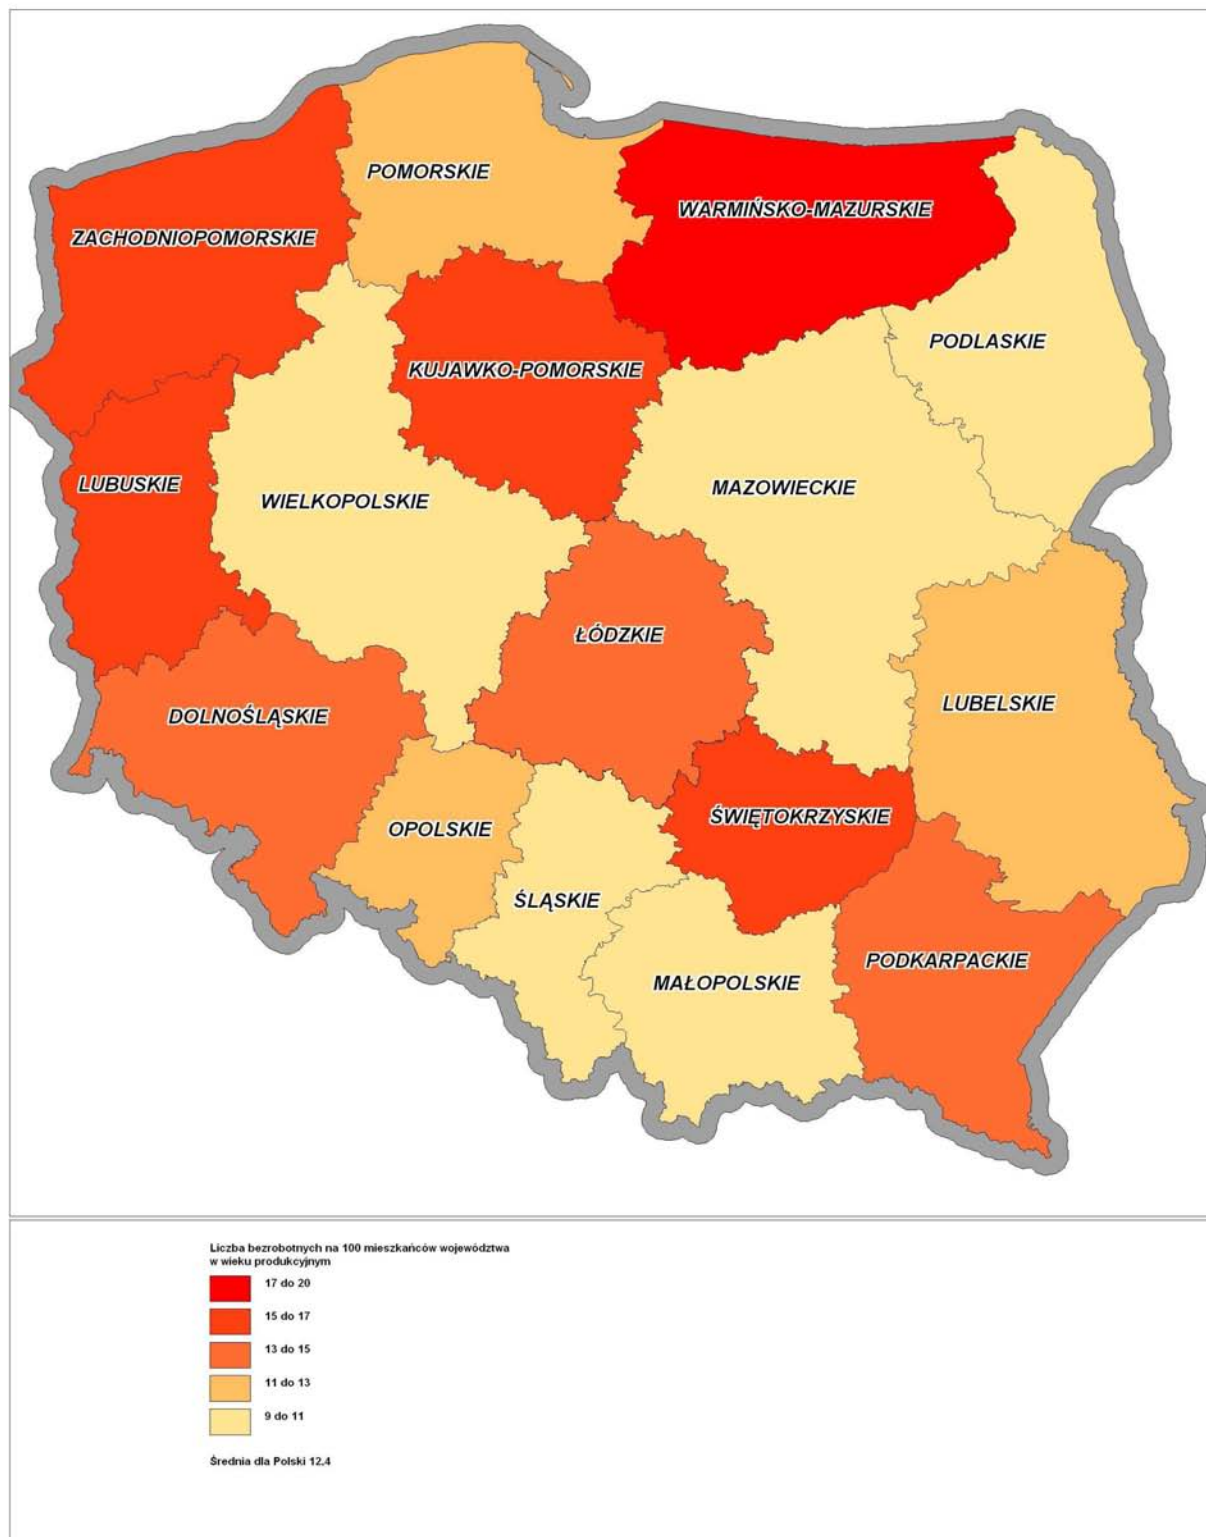 POMORSKIE
WARMIŃSKO-MAZURSKIE
ZACHODNIOPOMORSKIE
PODLASKIE
KUJAWKO-POMORSKIE
LUBUSKIE
WIELKOPOLSKIE
MAZOWIECKIE
ŁÓDZKIE
LUBELSKIE
DOLNOŚLĄSKIE
ŚWIĘTOKRZYSKIE
OPOLSKIE
ŚLĄSKIE
PODKARPACKIE
MAŁOPOLSKIE
Liczba bezrobotnych na 100 mieszkańców województwa
w wieku produkcyjnym
17 do 20
15 do 17
13 do 15
11 do 13
9 do 11
Średnia dla Polski 12,4